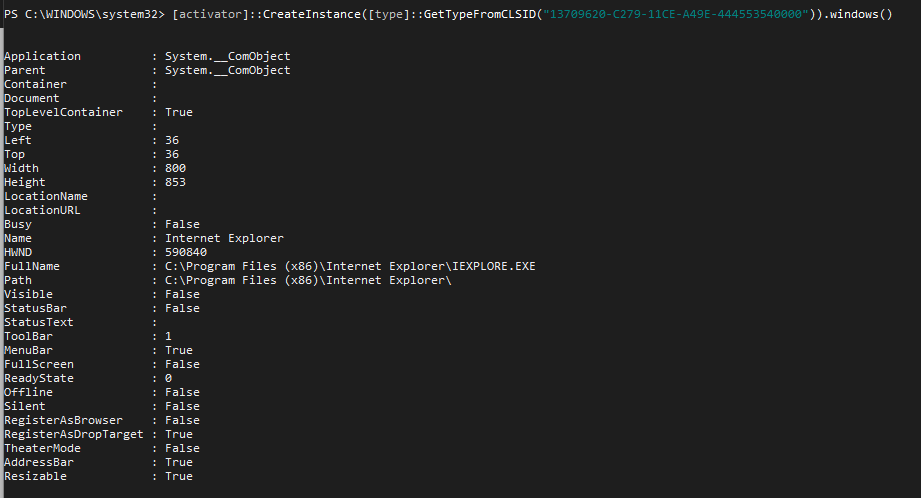 PS C:\WINDOWS\system32> [activator]::CreateInstance([type]::GetTypeFromCLSID("13709620-C279-11CE-A49E-444553540000")).windows()
Application          : System.__ComObject
Parent               : System.__ComObject
Container            :
Document             :
TopLevelContainer    : True
Type                 :
Left                 : 36
Top                  : 36
Width                : 800
Height               : 853
LocationName         :
LocationURL          :
Busy                 : False
Name                 : Internet Explorer
HWND                 : 590840
FullName             : C:\Program Files (x86)\Internet Explorer\IEXPLORE.EXE
Path                 : C:\Program Files (x86)\Internet Explorer\
Visible              : False
StatusBar            : False
StatusText           :
ToolBar              : 1
MenuBar              : True
FullScreen           : False
ReadyState           : 0
Offline              : False
Silent               : False
RegisterAsBrowser    : False
RegisterAsDropTarget : True
TheaterMode          : False
AddressBar           : True
Resizable            : True